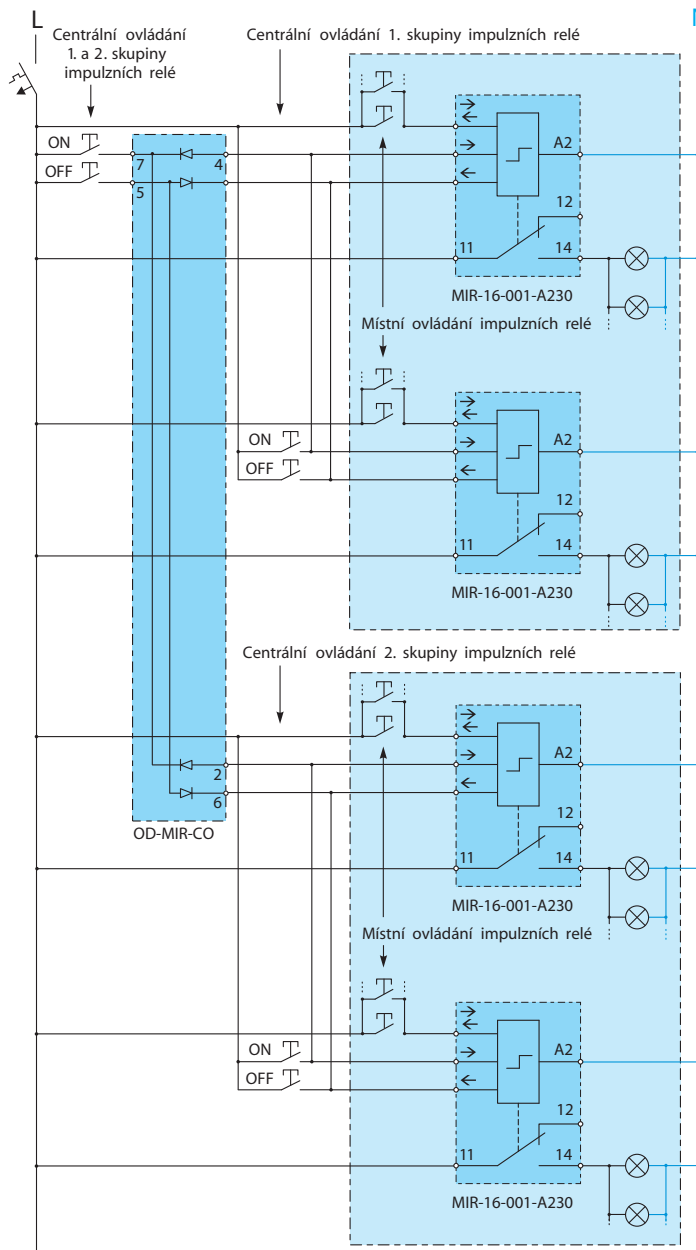 L
Centrální ovládání
1. a 2. skupiny
impulzních relé
Centrální ovládání 1. skupiny impulzních relé
ON
OFF
7
4
5
A2
12
11
14
MIR-16-001-A230
Místní ovládání impulzních relé
ON
OFF
A2
12
11
14
MIR-16-001-A230
Centrální ovládání 2. skupiny impulzních relé
2
6
OD-MIR-CO
A2
12
11
14
MIR-16-001-A230
Místní ovládání impulzních relé
ON
OFF
A2
12
11
14
MIR-16-001-A230